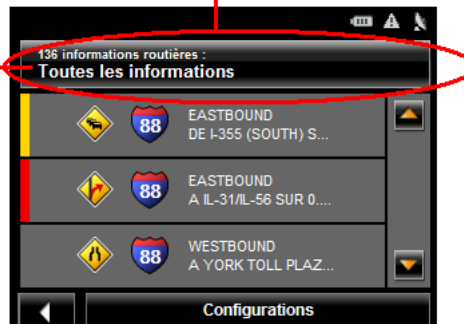 136 informations routières :
Toutes les informations
88
EASTBOUND
DE I-355 (SOUTH) S...
88
EASTBOUND
A IL-31/IL-56 SUR 0....
88
WESTBOUND
A YORK TOLL PLAZ...
Configurations